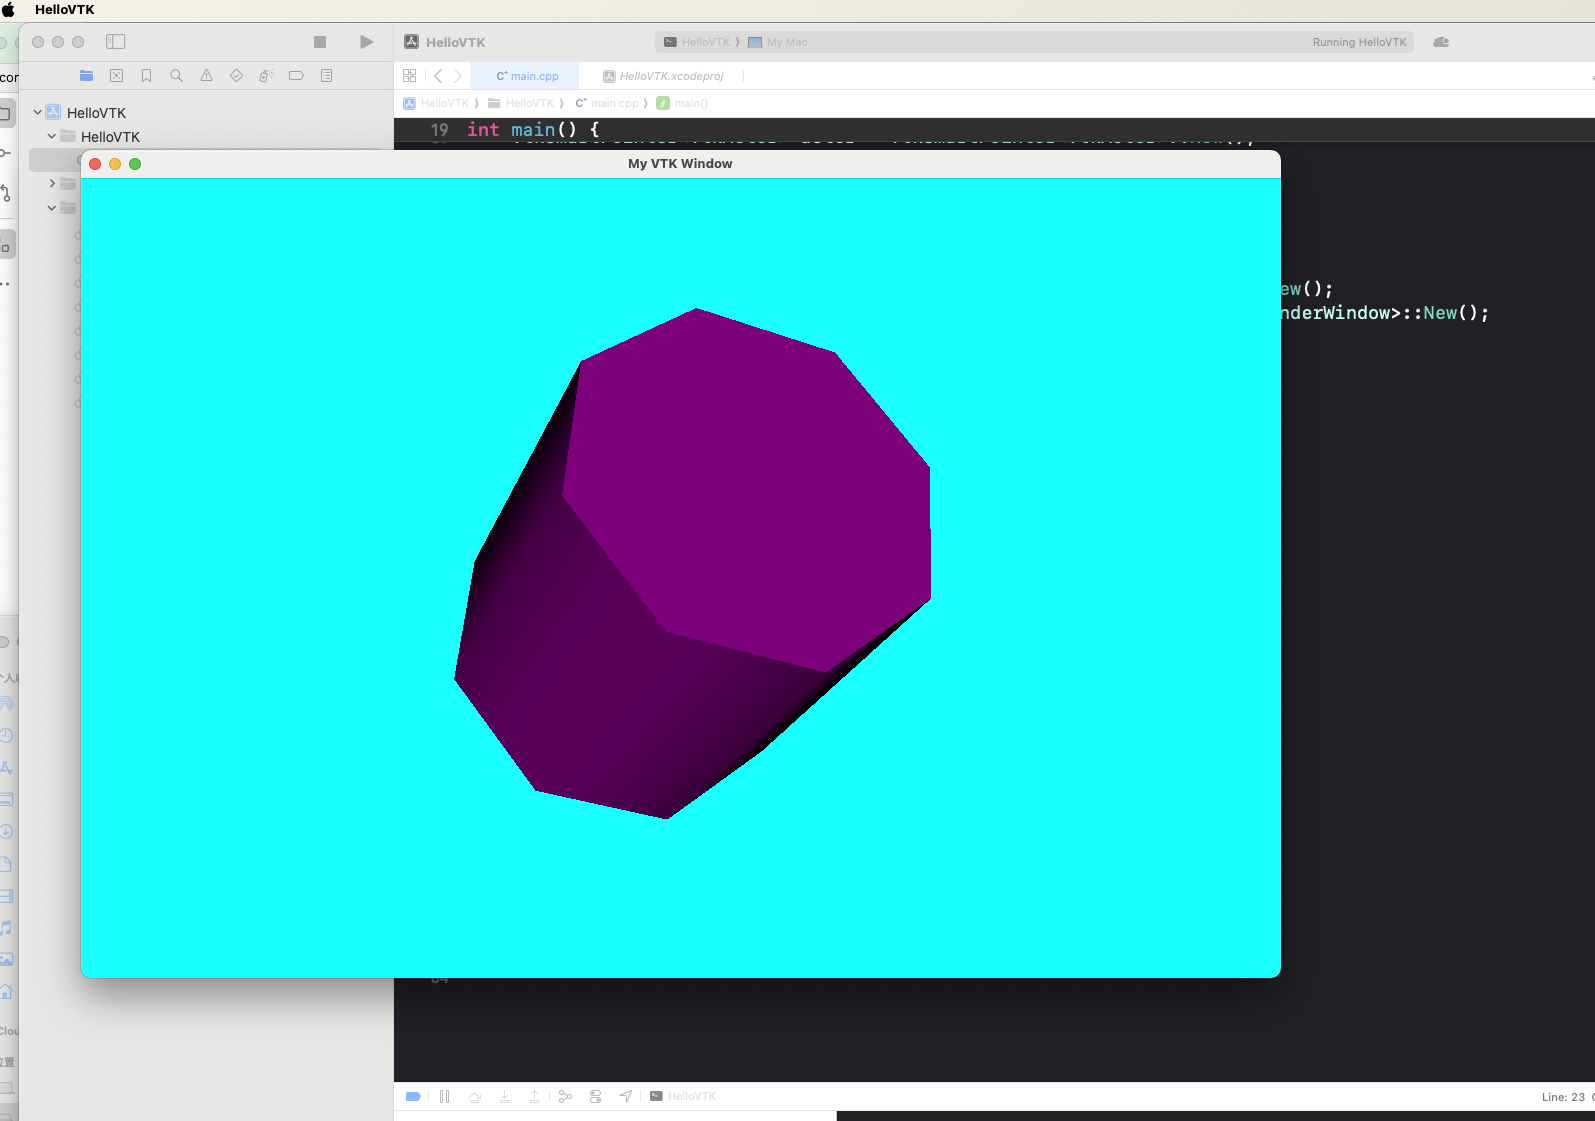 HelloVTK
HelloVTK
HelloVTK 》 My Mac
Running HelloVTK
main.cpp
HelloVTK.xcodeproj
HelloVTK 》 HelloVTK 》 main.cpp 》 main()
HelloVTK
HelloVTK
19 int main() {
My VTK Window
ew();
nderWindow>::New();
HelloVTK
Line: 23